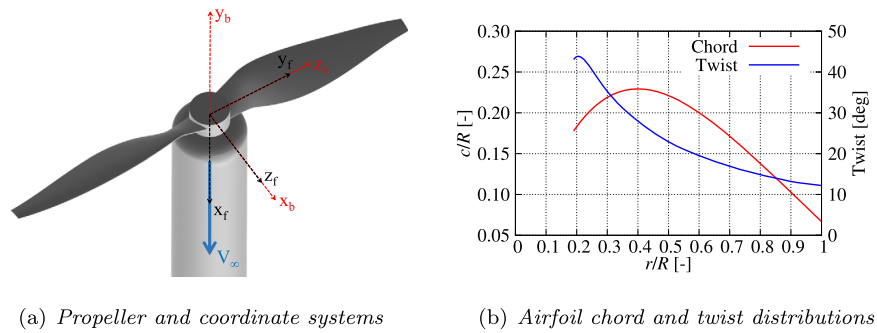 y_b
y_f
z_b
z_f
x_b
x_f
V_∞
(a) Propeller and coordinate systems
0.30
0.25
0.20
0.15
0.10
0.05
c/R [-]
Chord
Twist
50
40
30
20
10
0
Twist [deg]
0 0.1 0.2 0.3 0.4 0.5 0.6 0.7 0.8 0.9 1
r/R [-]
(b) Airfoil chord and twist distributions